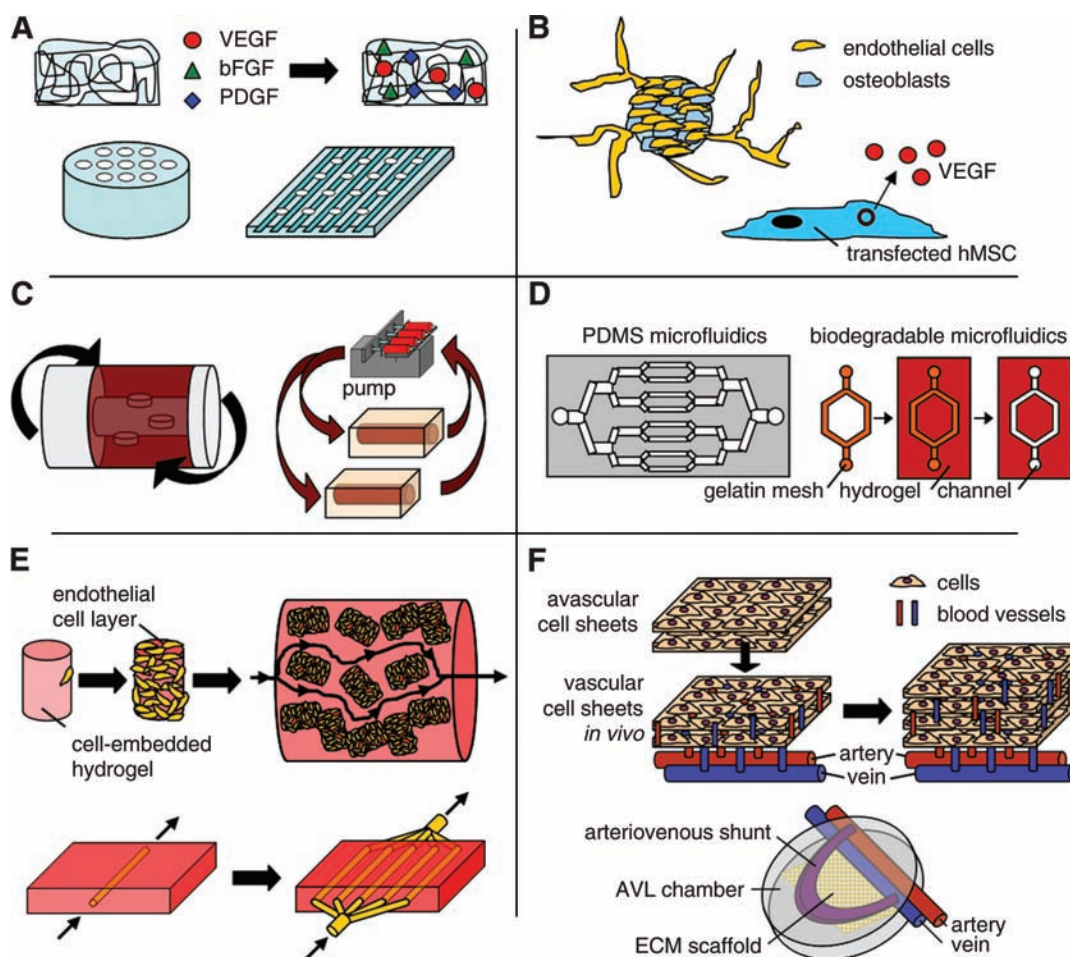 A
VEGF
bFGF
PDGF
B
endothelial cells
osteoblasts
VEGF
transfected hMSC
C
pump
D
PDMS microfluidics
biodegradable microfluidics
gelatin mesh
hydrogel
channel
E
endothelial
cell layer
cell-embedded
hydrogel
F
avascular
cell sheets
cells
blood vessels
vascular
cell sheets
in vivo
artery
vein
arteriovenous shunt
AVL chamber
ECM scaffold
artery
vein